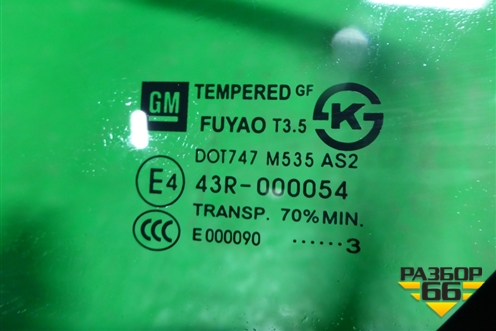 GM TEMPERED GF K
FUYAO T3.5
DOT747 M535 AS2
E4 43R-000054
TRANSP. 70% MIN.
CCC E 000090 ......3
РАЗБОР
66